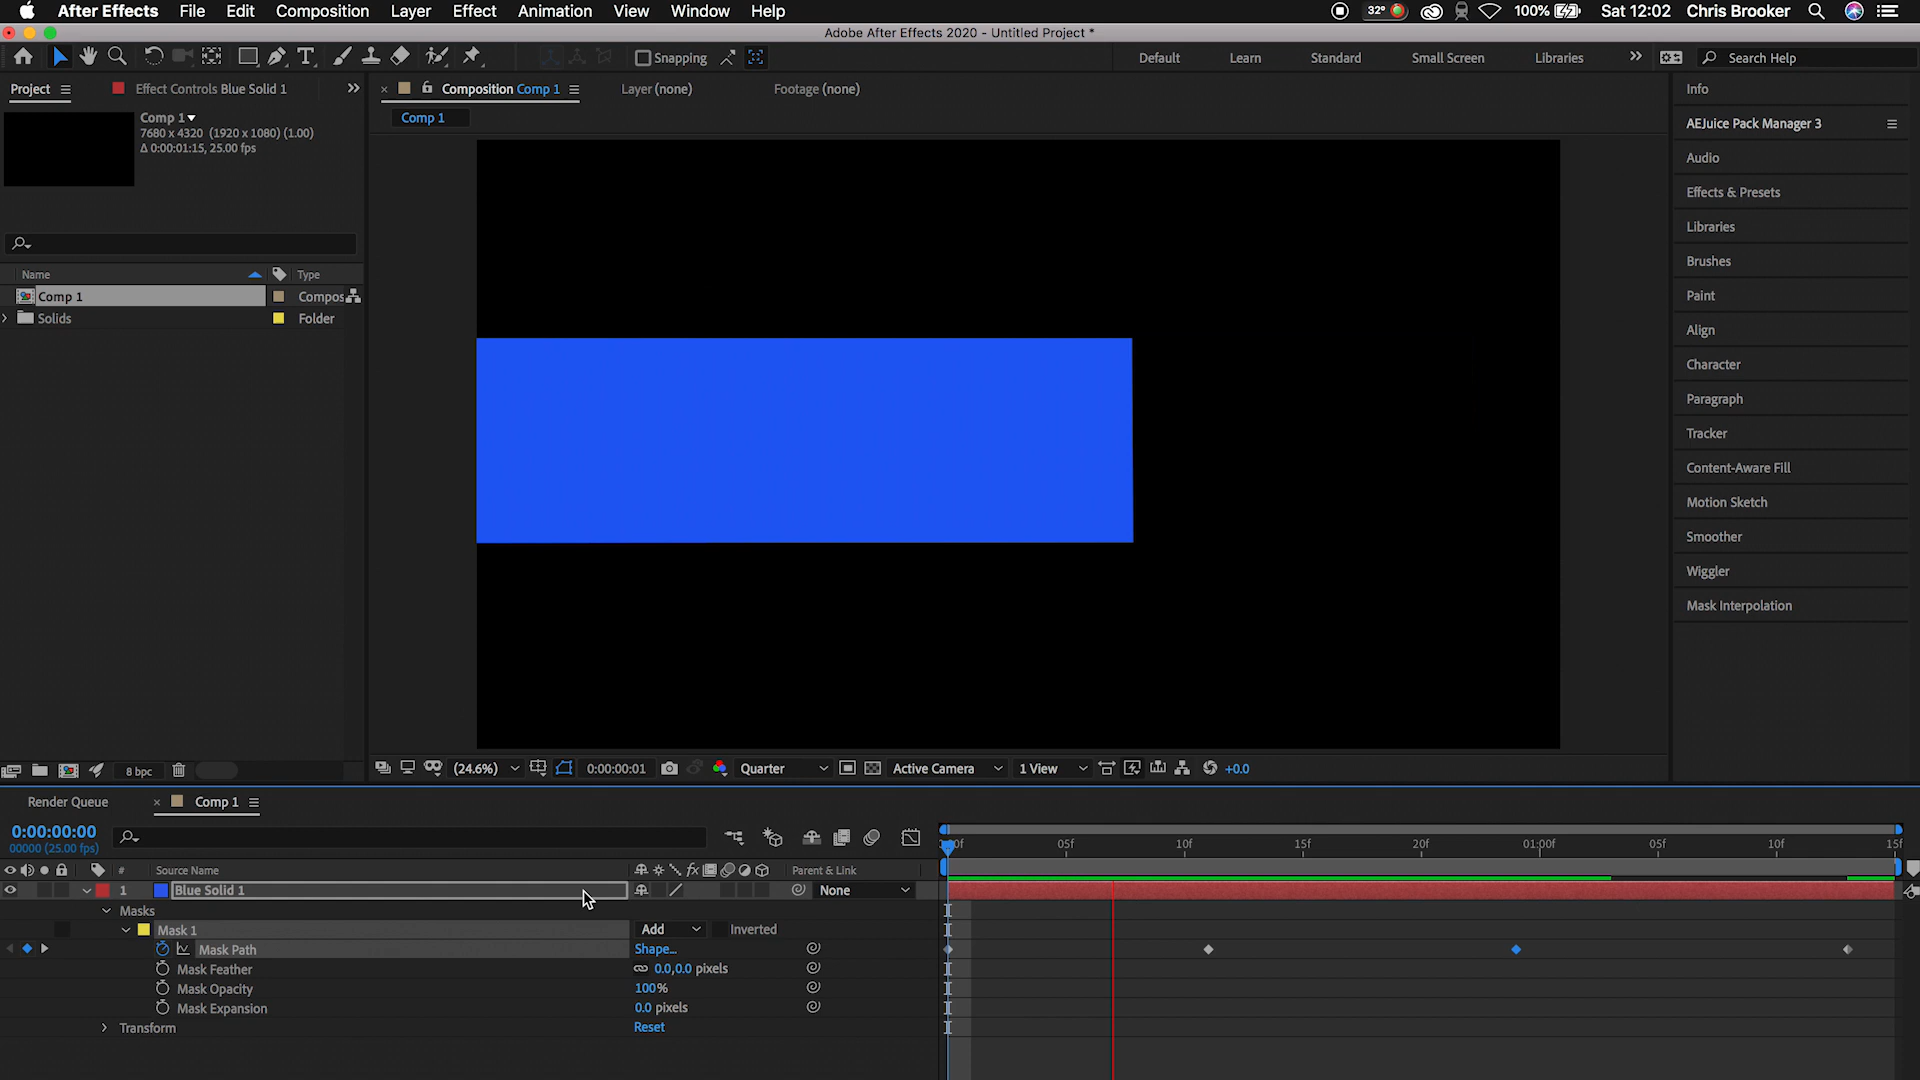 After Effects File Edit Composition Layer Effect Animation View Window Help 32° 100% Sat 12:02 Chris Brooker
Adobe After Effects 2020 - Untitled Project *
Snapping Default Learn Standard Small Screen Libraries Search Help
Project Effect Controls Blue Solid 1 Composition Comp 1 Layer (none) Footage (none)
Comp 1
7680 x 4320 (1920 x 1080) (1.00)
Δ 0:00:01:15, 25.00 fps
Comp 1
Name Type
Comp 1 Compos
Solids Folder
Info
AEJuice Pack Manager 3
Audio
Effects & Presets
Libraries
Brushes
Paint
Align
Character
Paragraph
Tracker
Content-Aware Fill
Motion Sketch
Smoother
Wiggler
Mask Interpolation
8 bpc (24.6%) 0:00:00:01 Quarter Active Camera 1 View +0.0
Render Queue Comp 1
0:00:00:00
00000 (25.00 fps)
05f 10f 15f 20f 01:00f 05f 10f 15f
# Source Name fx Parent & Link
1 Blue Solid 1 None
Masks
Mask 1 Add Inverted
Mask Path Shape...
Mask Feather 0.0,0.0 pixels
Mask Opacity 100%
Mask Expansion 0.0 pixels
Transform Reset